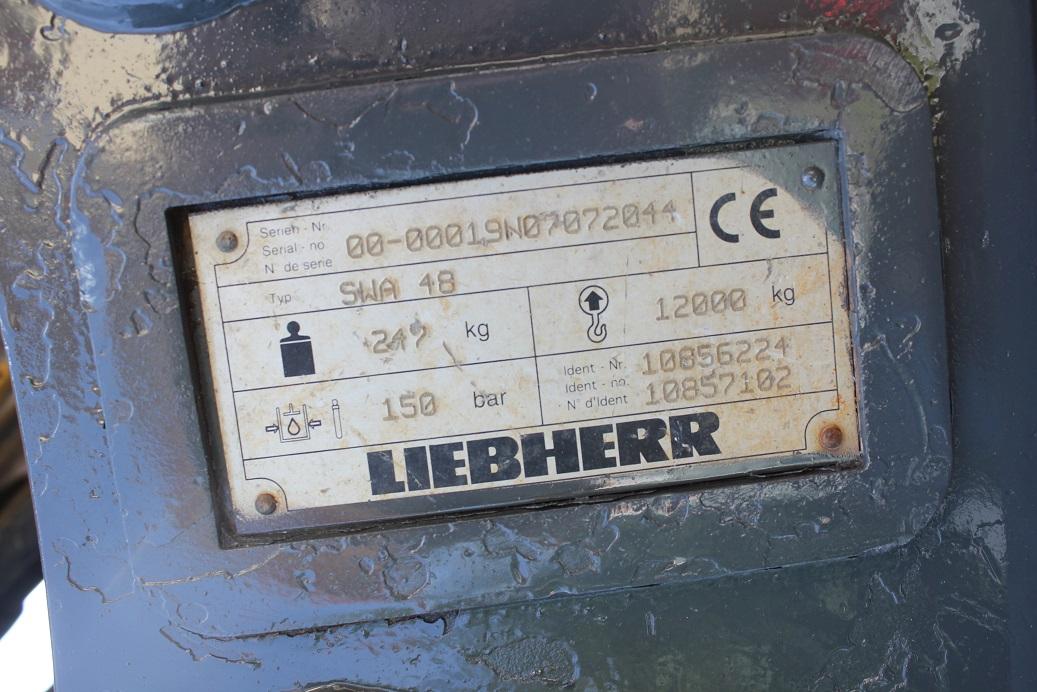 Serien - Nr.
Serial - no
N° de serie
00-00019N07072044
CE
Typ SWA 48
kg
12000 kg
150 bar
Ident - Nr. 10856224
Ident - no. 10857102
N° d'Ident
LIEBHERR